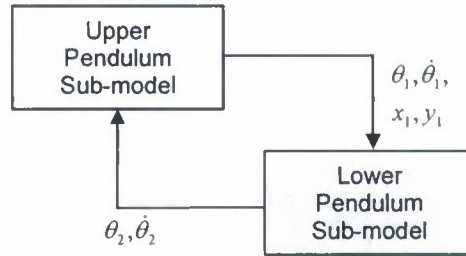 Upper
Pendulum
Sub-model
θ₁, θ̇₁,
x₁, y₁
Lower
Pendulum
Sub-model
θ₂, θ̇₂